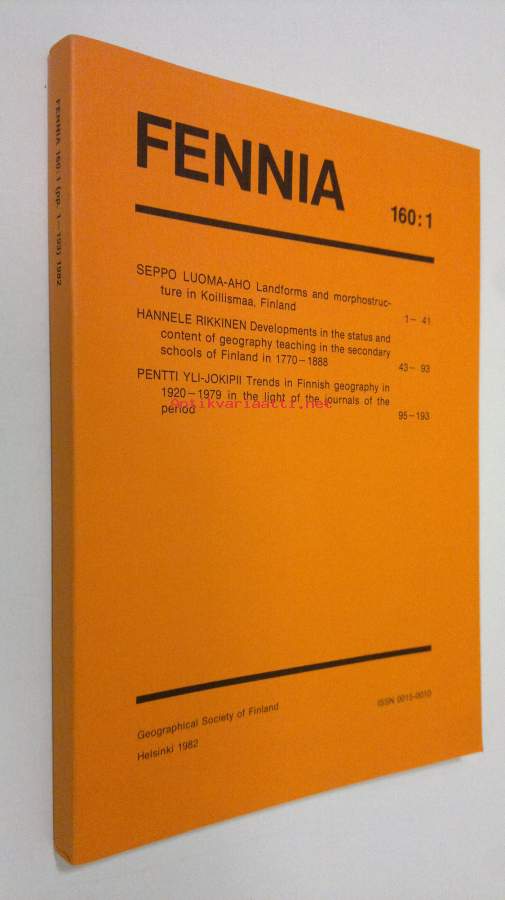 FENNIA 160:1 (pp. 1—193) 1982
FENNIA
160:1
SEPPO LUOMA-AHO Landforms and morphostruc-
ture in Koillismaa, Finland
1— 41
HANNELE RIKKINEN Developments in the status and
content of geography teaching in the secondary
schools of Finland in 1770—1888
43— 93
PENTTI YLI-JOKIPII Trends in Finnish geography in
1920—1979 in the light of the journals of the
period
95—193
Antikvariaatti.net
Geographical Society of Finland
ISSN 0015-0010
Helsinki 1982